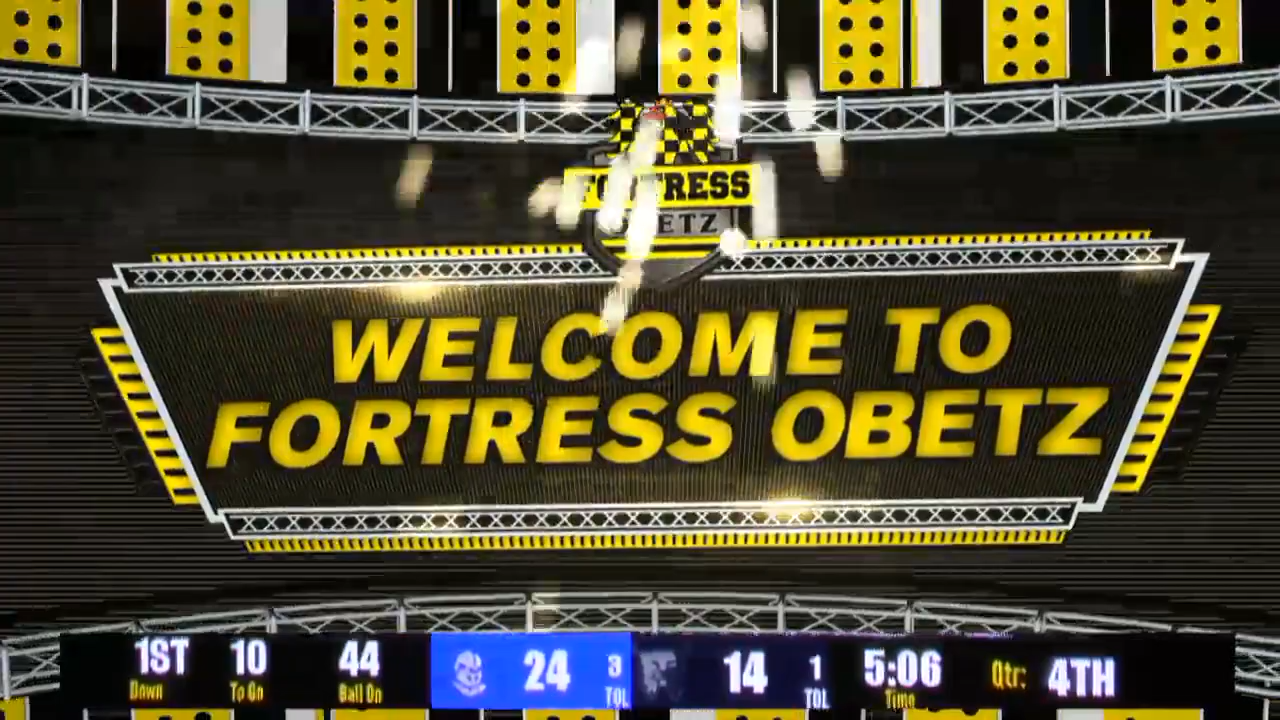 FORTRESS
OBETZ
WELCOME TO
FORTRESS OBETZ
1ST 10 44 24 3 14 1 5:06 Qtr: 4TH
Down To Go Ball On TOL TOL Time